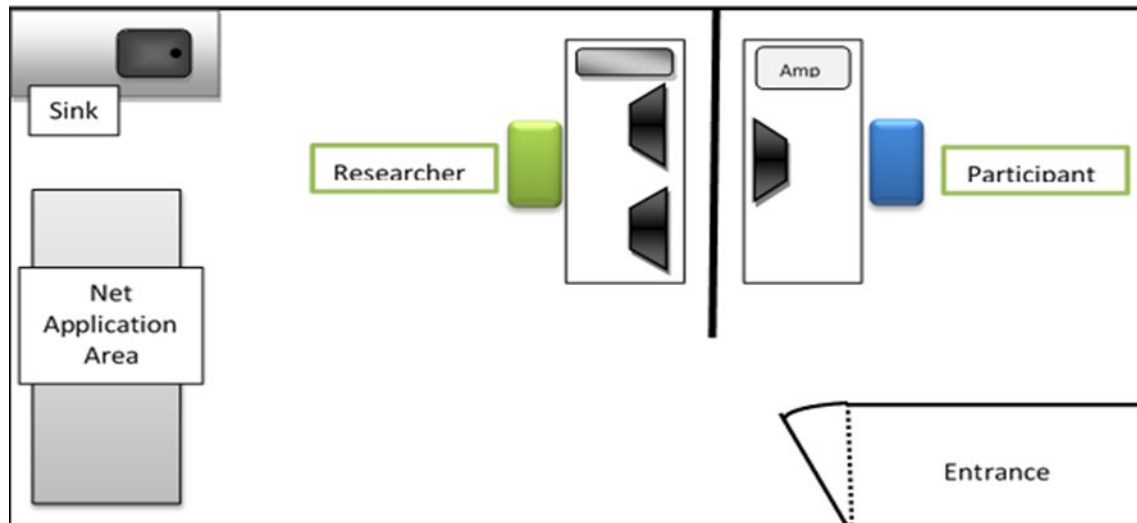 Sink
Amp
Researcher
Participant
Net
Application
Area
Entrance